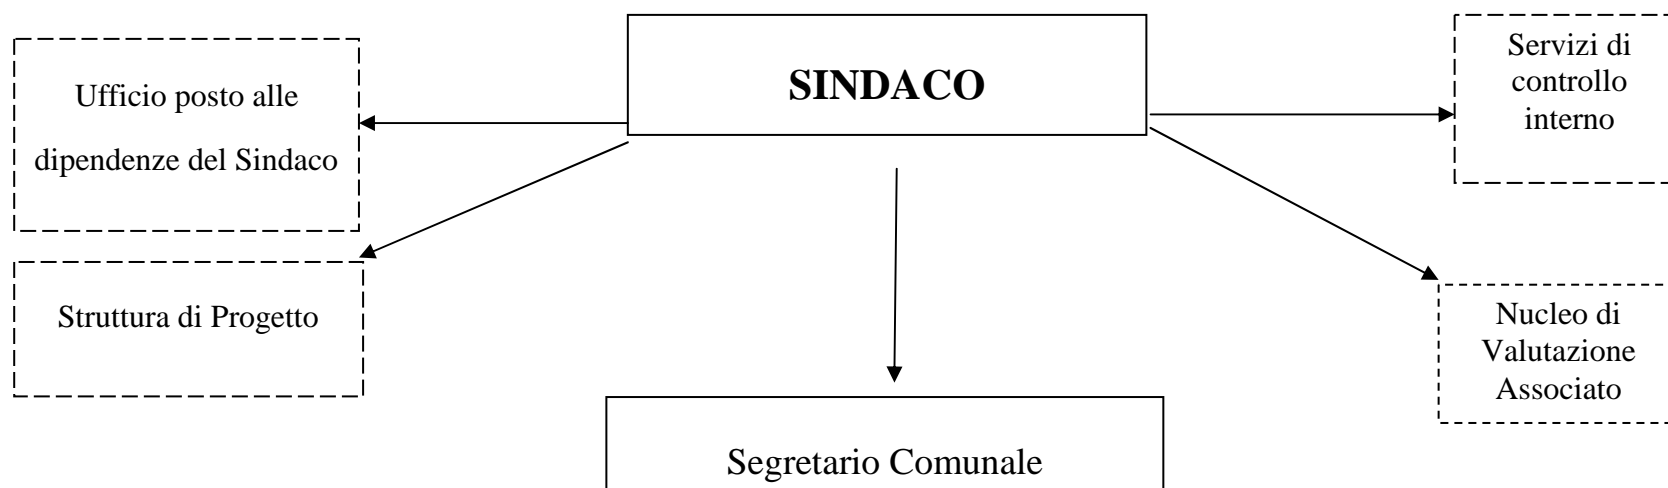 SINDACO
Ufficio posto alle
dipendenze del Sindaco
Servizi di
controllo
interno
Struttura di Progetto
Nucleo di
Valutazione
Associato
Segretario Comunale